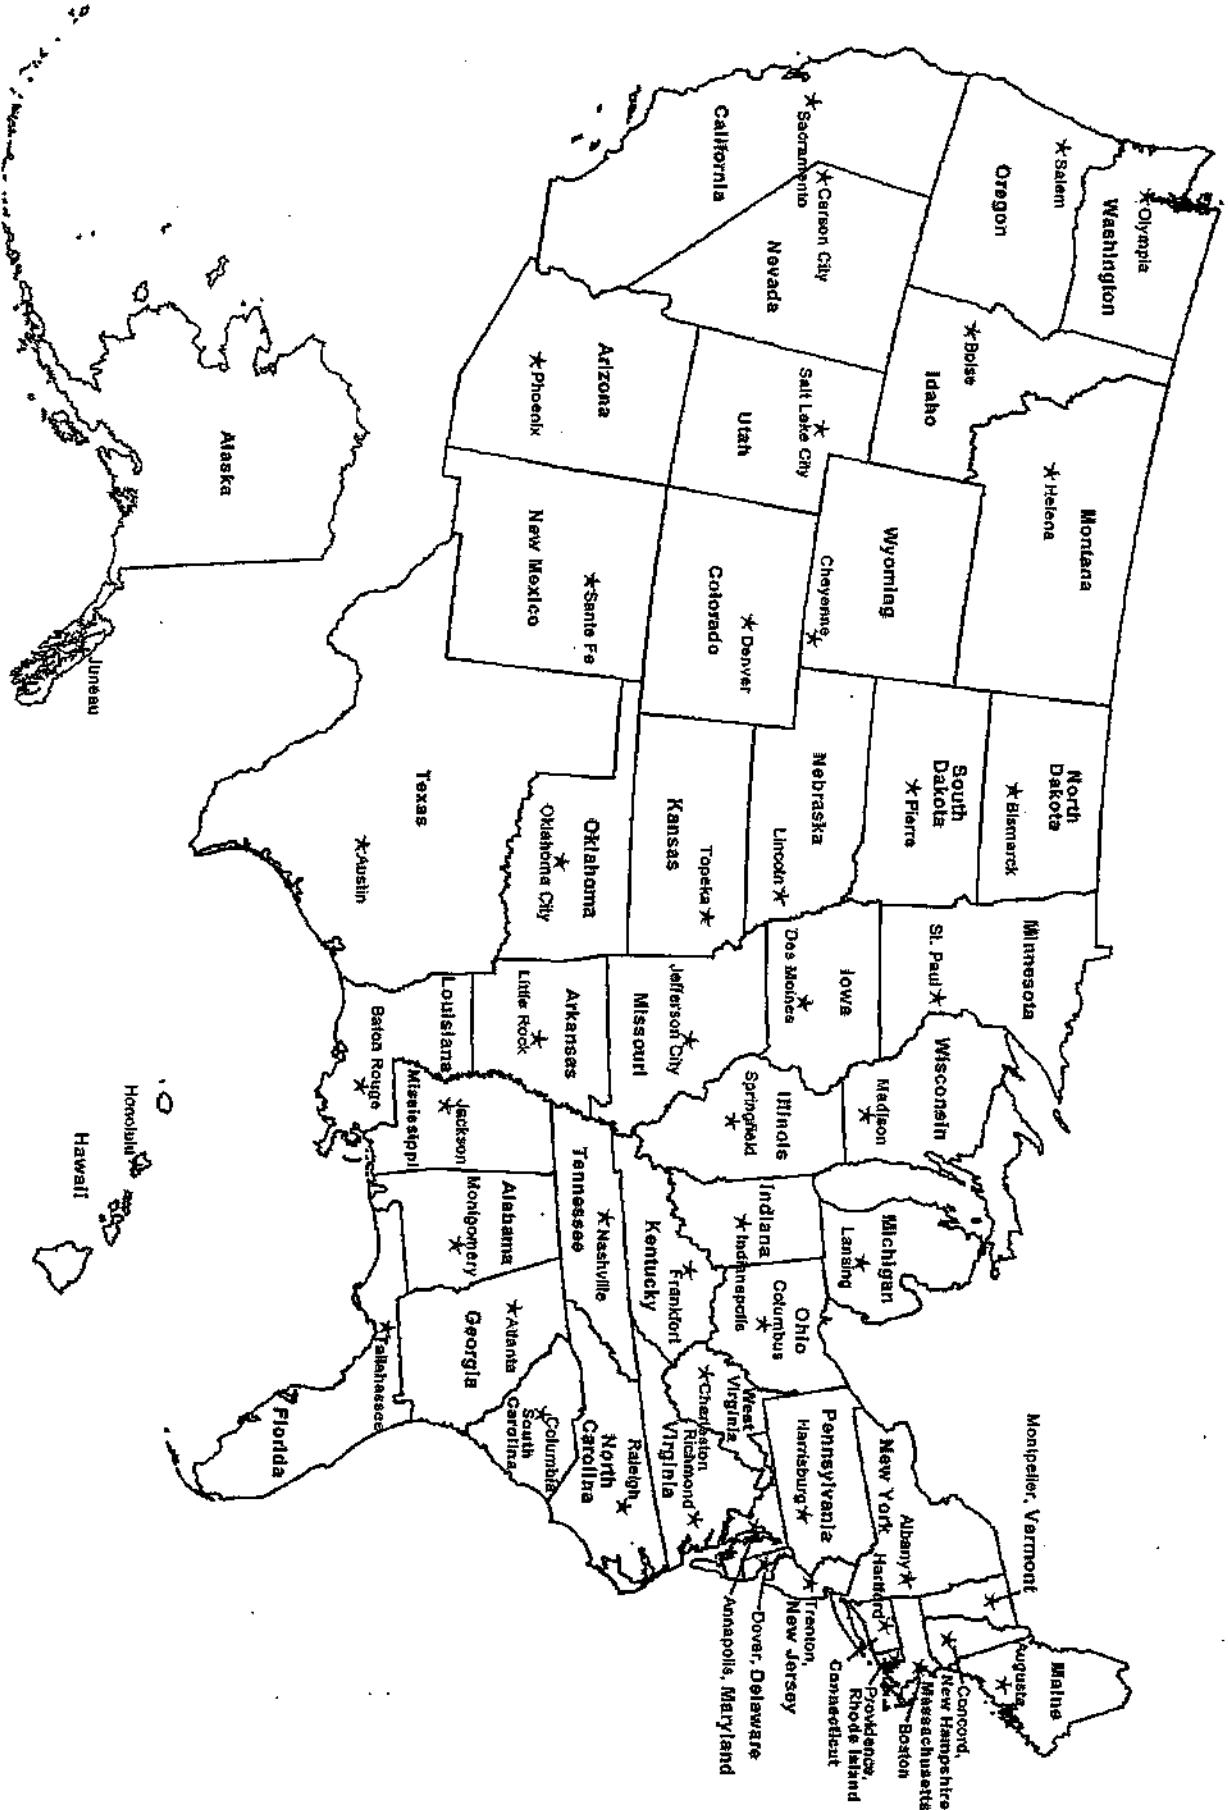 Washington
Olympia
Oregon
Salem
California
Sacramento
Nevada
Carson City
Idaho
Boise
Montana
Helena
Wyoming
Cheyenne
Utah
Salt Lake City
Arizona
Phoenix
Colorado
Denver
New Mexico
Sante Fe
North
Dakota
Bismarck
South
Dakota
Pierre
Nebraska
Lincoln
Kansas
Topeka
Oklahoma
Oklahoma City
Texas
Austin
Minnesota
St. Paul
Iowa
Des Moines
Missouri
Jefferson City
Arkansas
Little Rock
Louisiana
Baton Rouge
Wisconsin
Madison
Illinois
Springfield
Michigan
Lansing
Indiana
Indianapolis
Ohio
Columbus
Kentucky
Frankfort
Tennessee
Nashville
Mississippi
Jackson
Alabama
Montgomery
Georgia
Atlanta
Florida
Tallahassee
South
Carolina
Columbia
North
Carolina
Raleigh
Virginia
Richmond
West
Virginia
Charleston
Pennsylvania
Harrisburg
New York
Albany
Montpelier, Vermont
Maine
Augusta
Concord,
New Hampshire
Massachusetts
Boston
Providence,
Rhode Island
Hartford
Connecticut
Trenton,
New Jersey
Dover, Delaware
Annapolis, Maryland
Alaska
Juneau
Hawaii
Honolulu